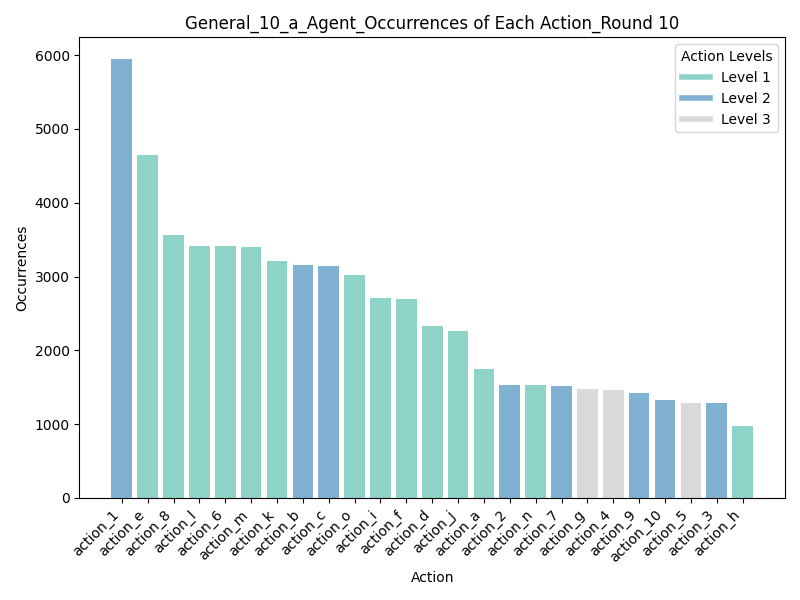 General_10_a_Agent_Occurrences of Each Action_Round 10
Action Levels
Level 1
Level 2
Level 3
Occurrences
6000
5000
4000
3000
2000
1000
0
action_1
action_e
action_8
action_l
action_6
action_m
action_k
action_b
action_c
action_o
action_i
action_f
action_d
action_j
action_a
action_2
action_n
action_7
action_g
action_4
action_9
action_10
action_5
action_3
action_h
Action